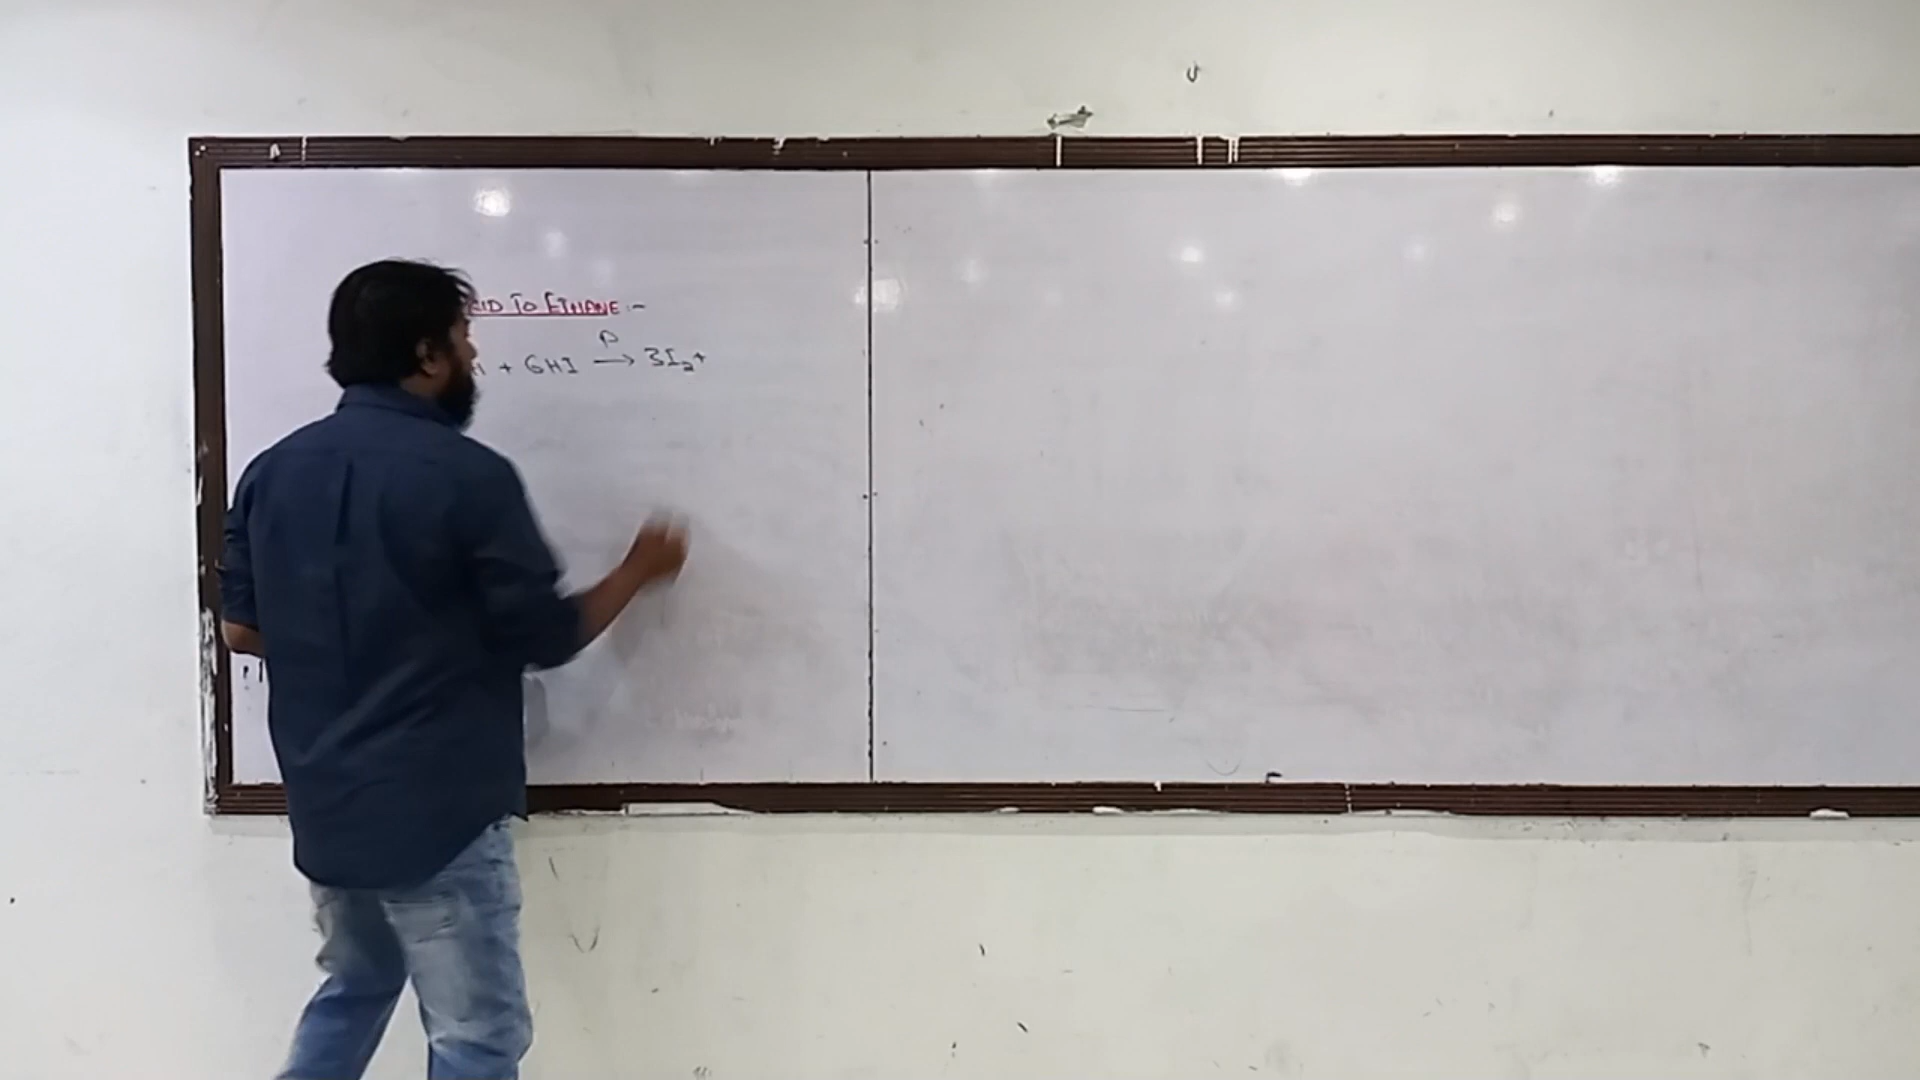 TO ETHANE :-
P
+ 6HI → 3I₂ +